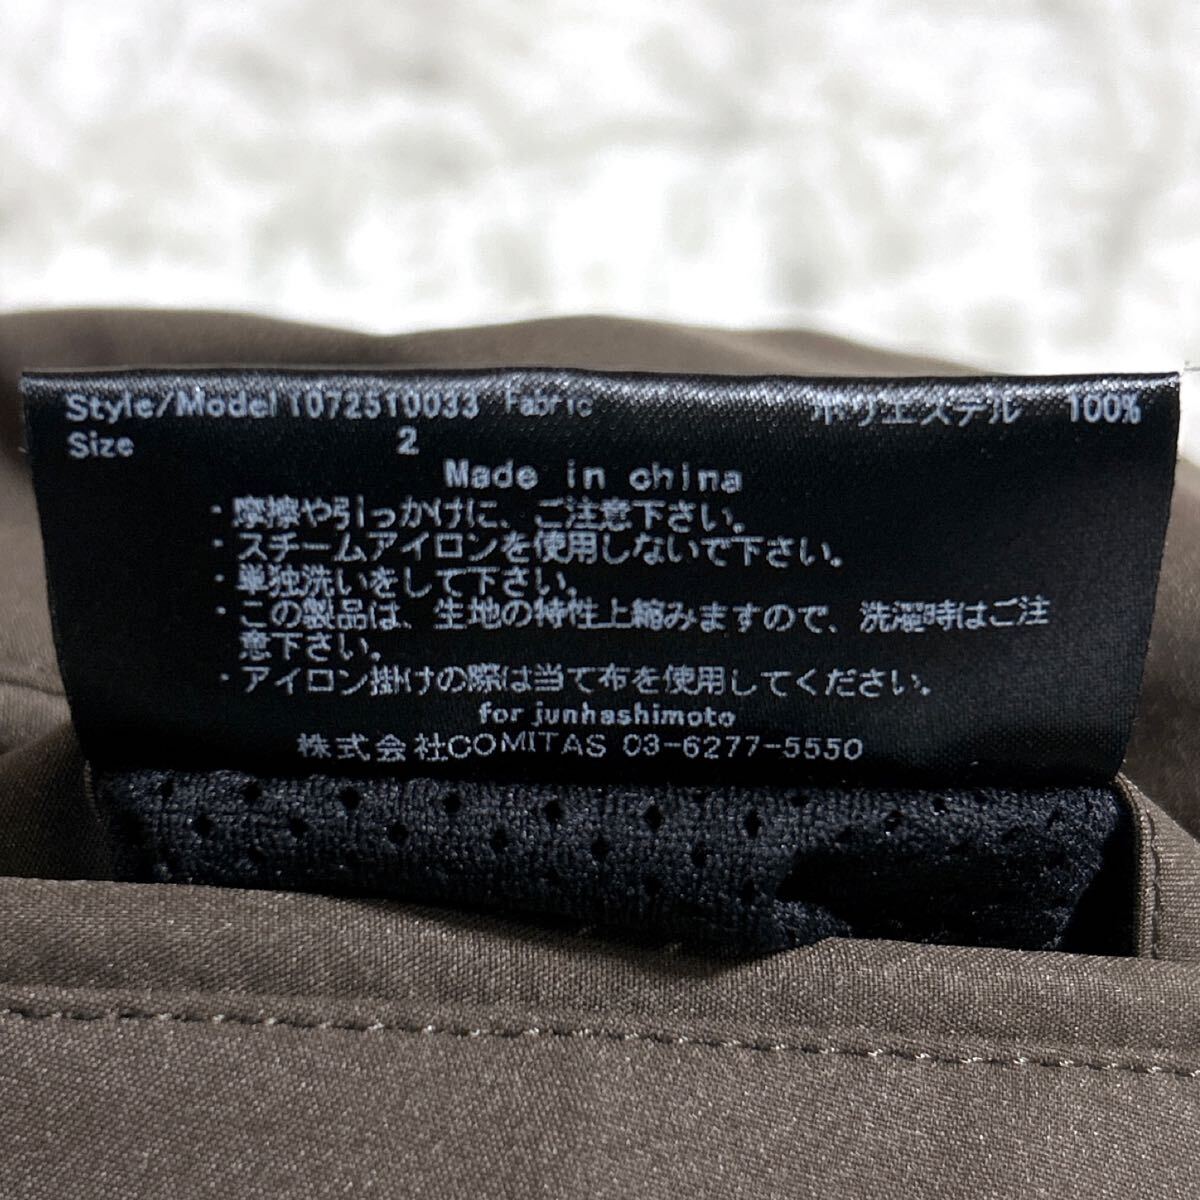 Style/Model 1072510033 Fabric ポリエステル 100%
Size 2
Made in china
・摩擦や引っかけに、ご注意下さい。
・スチームアイロンを使用しないで下さい。
・単独洗いをして下さい。
・この製品は、生地の特性上縮みますので、洗濯時はご注
意下さい。
・アイロン掛けの際は当て布を使用してください。
for junhashimoto
株式会社COMITAS 03-6277-5550